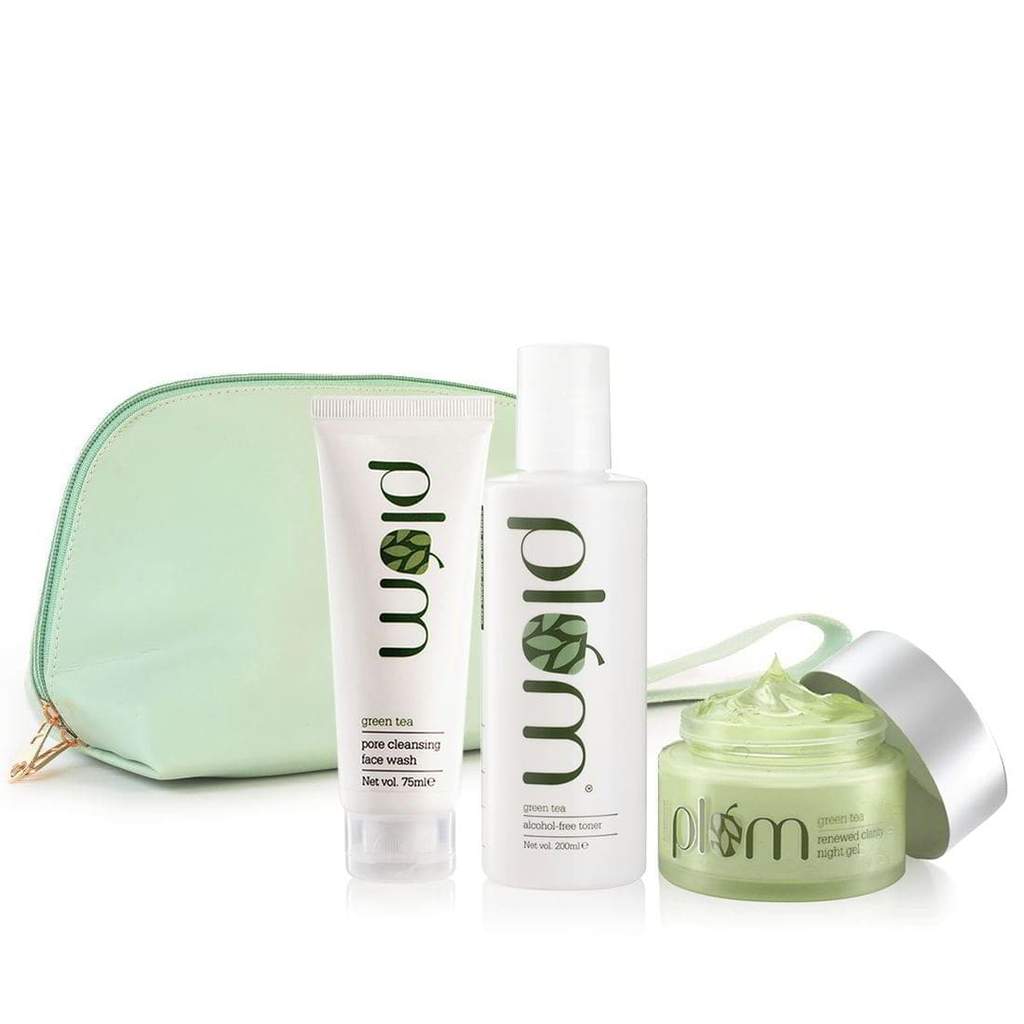 plum
green tea
pore cleansing
face wash
Net vol. 75ml℮
plum®
green tea
alcohol-free toner
Net vol. 200ml℮
plum
green tea
renewed clarity
night gel